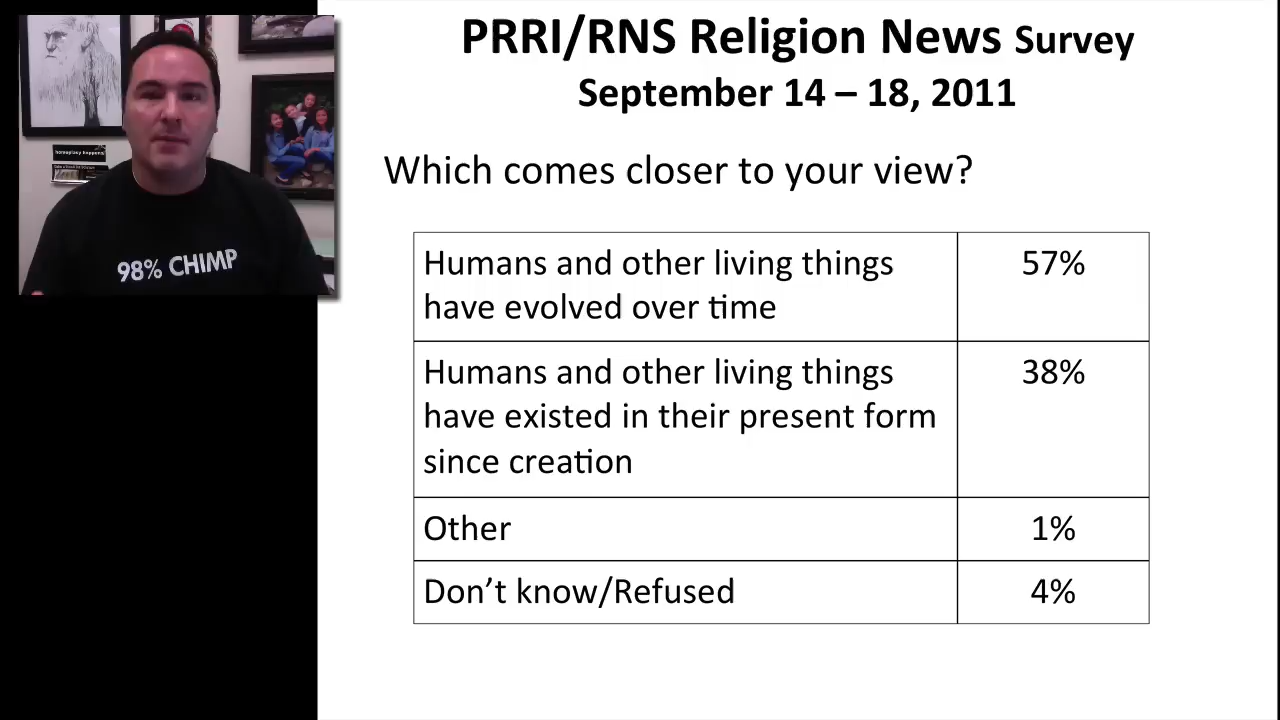 PRRI/RNS Religion News Survey
September 14 – 18, 2011
Which comes closer to your view?
Humans and other living things
have evolved over time
57%
Humans and other living things
have existed in their present form
since creation
38%
Other
1%
Don’t know/Refused
4%
homoplasy happens
98% CHIMP